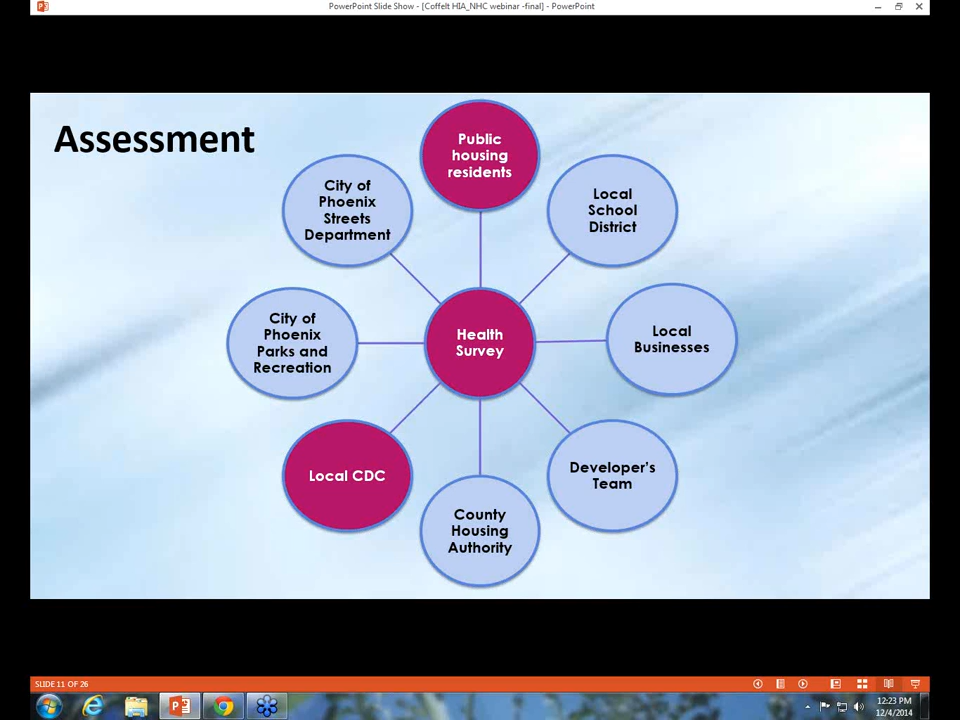 PowerPoint Slide Show - [Coffelt HIA_NHC webinar -final] - PowerPoint
Assessment
Public
housing
residents
City of
Phoenix
Streets
Department
Local
School
District
City of
Phoenix
Parks and
Recreation
Health
Survey
Local
Businesses
Local CDC
Developer's
Team
County
Housing
Authority
SLIDE 11 OF 26
12:23 PM
12/4/2014